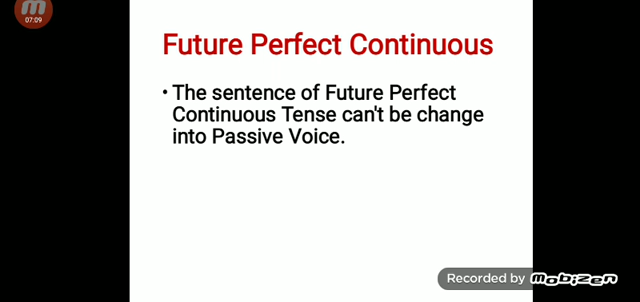 07:09
Future Perfect Continuous
• The sentence of Future Perfect
Continuous Tense can't be change
into Passive Voice.
Recorded by Mobizen